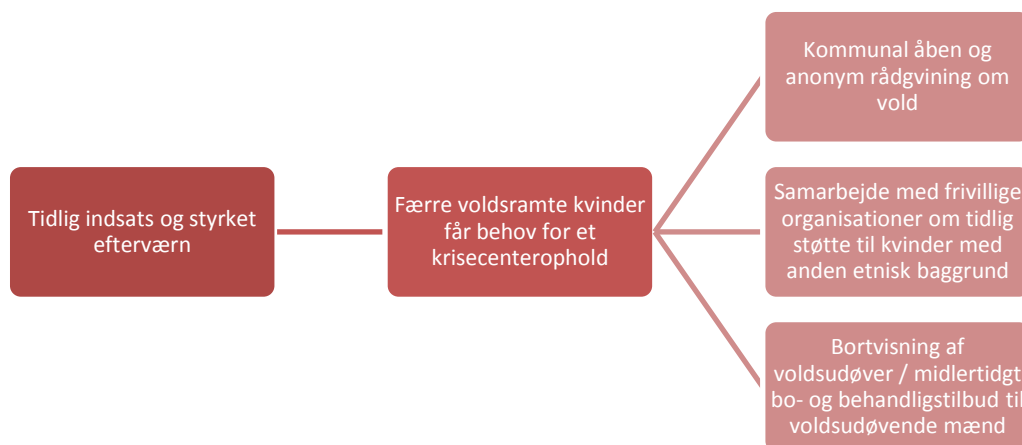 Tidlig indsats og styrket
efterværn
Færre voldsramte kvinder
får behov for et
krisecenterophold
Kommunal åben og
anonym rådgvining om
vold
Samarbejde med frivillige
organisationer om tidlig
støtte til kvinder med
anden etnisk baggrund
Bortvisning af
voldsudøver / midlertidgt
bo- og behandligstilbud til
voldsudøvende mænd